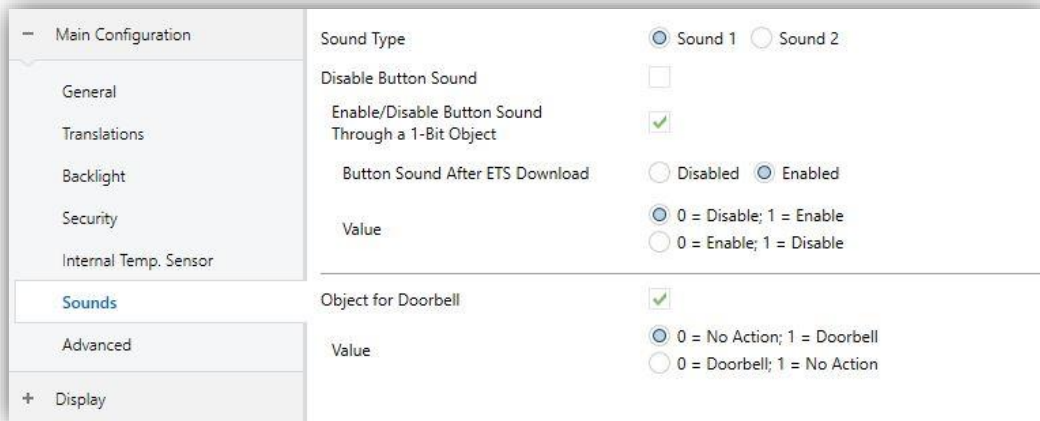 Main Configuration
General
Translations
Backlight
Security
Internal Temp. Sensor
Sounds
Advanced
Display
Sound Type
Sound 1 Sound 2
Disable Button Sound
Enable/Disable Button Sound
Through a 1-Bit Object
Button Sound After ETS Download
Disabled Enabled
Value
0 = Disable; 1 = Enable
0 = Enable; 1 = Disable
Object for Doorbell
Value
0 = No Action; 1 = Doorbell
0 = Doorbell; 1 = No Action